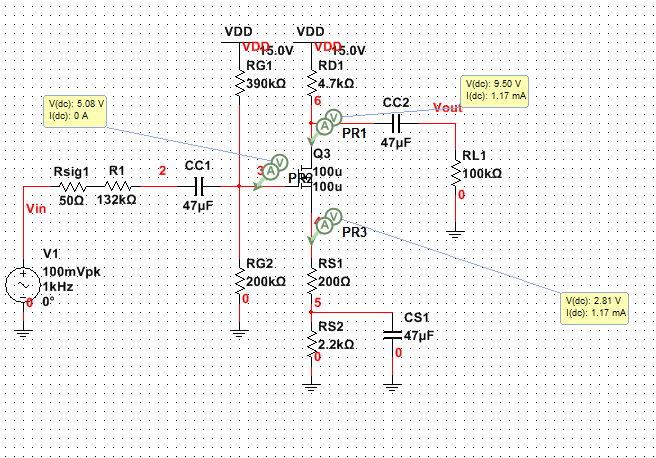 VDD
VDD
VDD
5.0V
VDD
5.0V
RG1
390kΩ
RD1
4.7kΩ
V(dc): 5.08 V
I(dc): 0 A
V(dc): 9.50 V
I(dc): 1.17 mA
6
CC2
Vout
47µF
A
V
PR1
RL1
100kΩ
0
Rsig1
50Ω
R1
132kΩ
2
CC1
47µF
3
A
V
PR2
Q3
100u
100u
Vin
A
V
PR3
V(dc): 2.81 V
I(dc): 1.17 mA
V1
100mVpk
1kHz
0°
0
RG2
200kΩ
0
RS1
200Ω
5
RS2
2.2kΩ
0
CS1
47µF
0